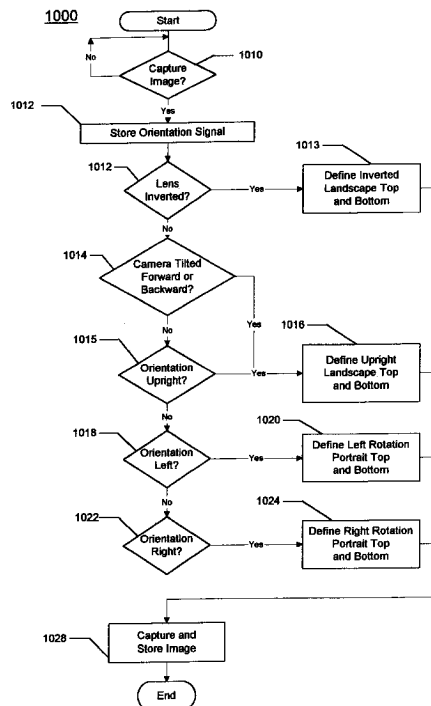 1000
Start
No
Capture
Image?
1010
Yes
1012
Store Orientation Signal
1012
Lens
Inverted?
Yes
1013
Define Inverted
Landscape Top
and Bottom
No
1014
Camera Tilted
Forward or
Backward?
Yes
No
1015
Orientation
Upright?
Yes
1016
Define Upright
Landscape Top
and Bottom
No
1018
Orientation
Left?
Yes
1020
Define Left Rotation
Portrait Top
and Bottom
No
1022
Orientation
Right?
Yes
1024
Define Right Rotation
Portrait Top
and Bottom
1028
Capture and
Store Image
End